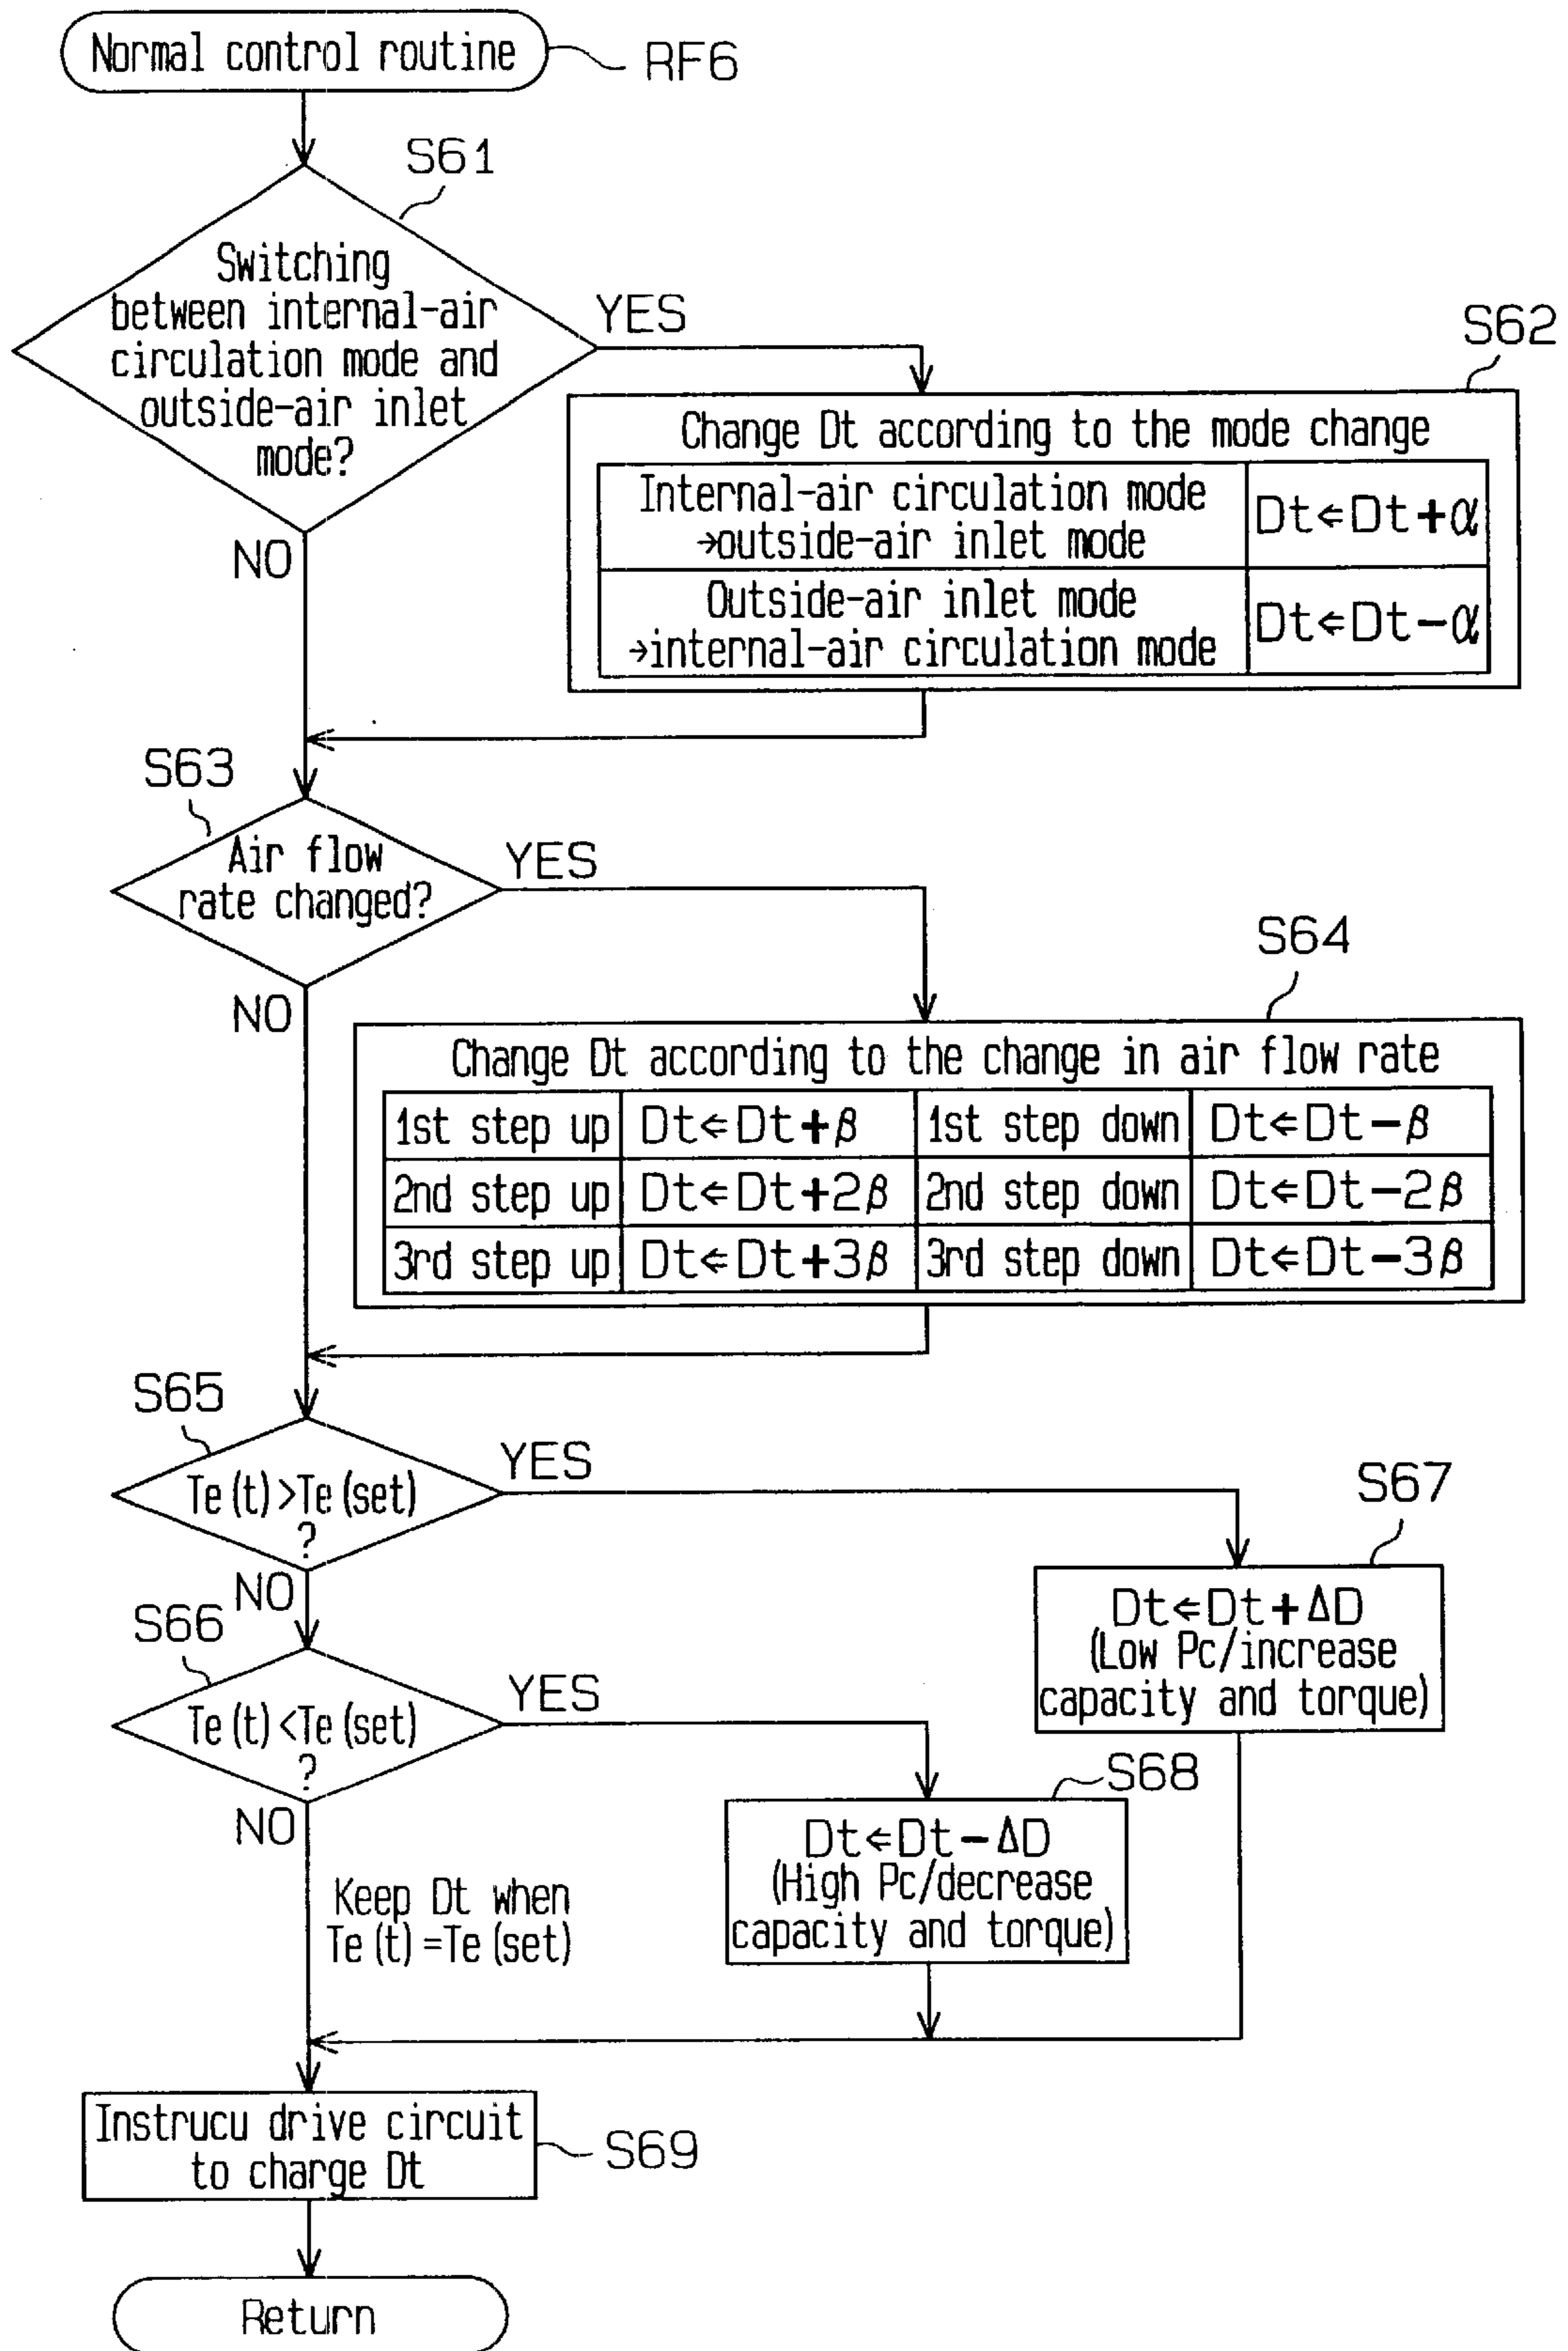 Normal control routine
RF6
S61
Switching
between internal-air
circulation mode and
outside-air inlet
mode?
YES
NO
S62
Change Dt according to the mode change
Internal-air circulation mode
→outside-air inlet mode
Dt⇐Dt+α
Outside-air inlet mode
→internal-air circulation mode
Dt⇐Dt−α
S63
Air flow
rate changed?
YES
NO
S64
Change Dt according to the change in air flow rate
1st step up Dt⇐Dt+β 1st step down Dt⇐Dt−β
2nd step up Dt⇐Dt+2β 2nd step down Dt⇐Dt−2β
3rd step up Dt⇐Dt+3β 3rd step down Dt⇐Dt−3β
S65
Te(t)>Te(set)
?
YES
NO
S67
Dt⇐Dt+ΔD
(Low Pc/increase
capacity and torque)
S66
Te(t)<Te(set)
?
YES
NO
S68
Dt⇐Dt−ΔD
(High Pc/decrease
capacity and torque)
Keep Dt when
Te(t)=Te(set)
Instrucu drive circuit
to charge Dt
S69
Return